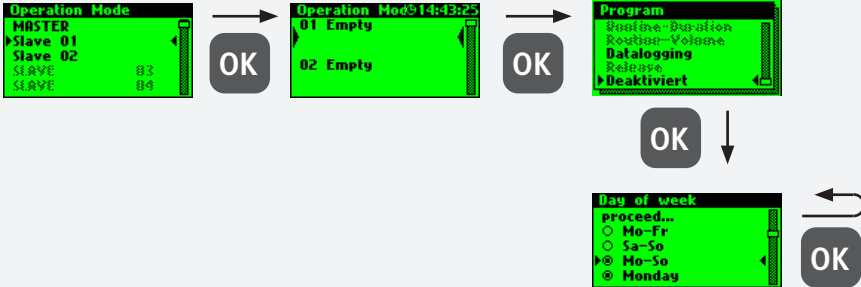 Operation Mode
MASTER
Slave 01
Slave 02
SLAVE 03
SLAVE 04
OK
Operation Mod 14:43:25
01 Empty
02 Empty
OK
Program
Routine-Duration
Routine-Volume
Datalogging
Release
Deaktiviert
OK
Day of week
proceed...
Mo-Fr
Sa-So
Mo-So
Monday
OK